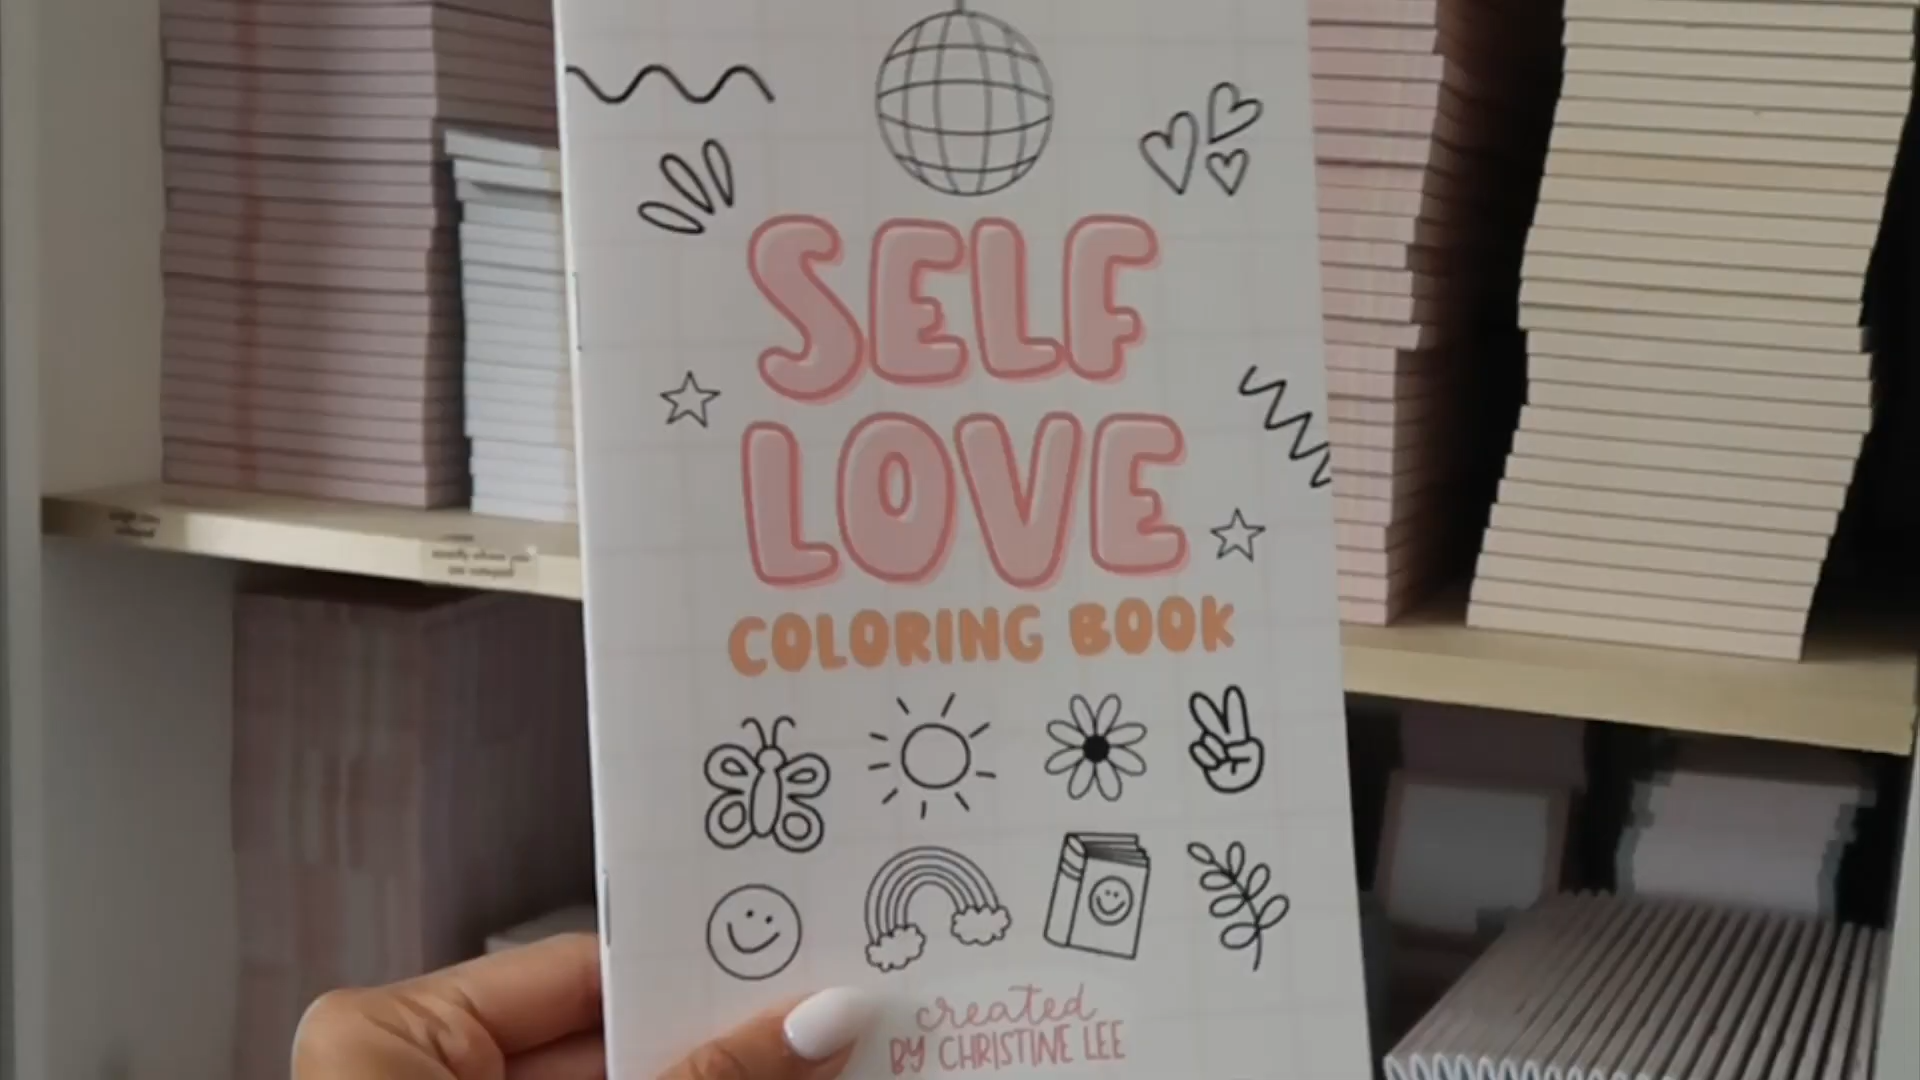 SELF
LOVE
COLORING BOOK
created
BY CHRISTINE LEE